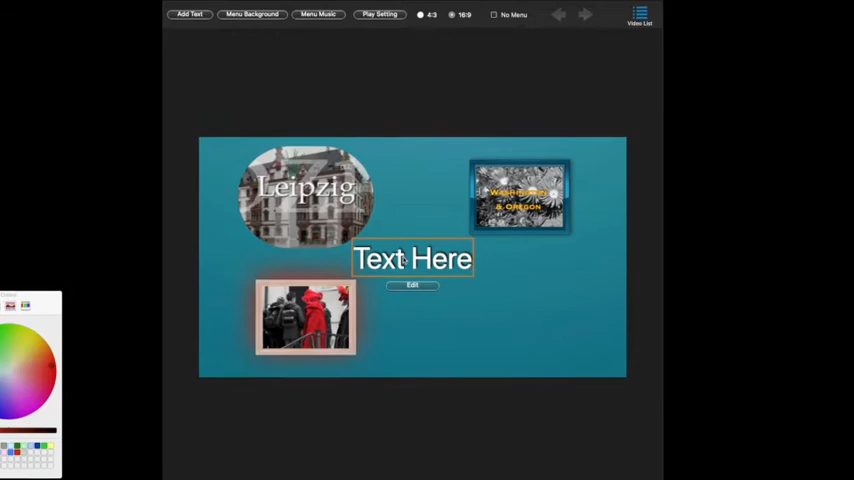 Add Text
Menu Background
Menu Music
Play Setting
4:3
16:9
No Menu
Video List
Leipzig
Washington
& Oregon
Text Here
Edit
Colors